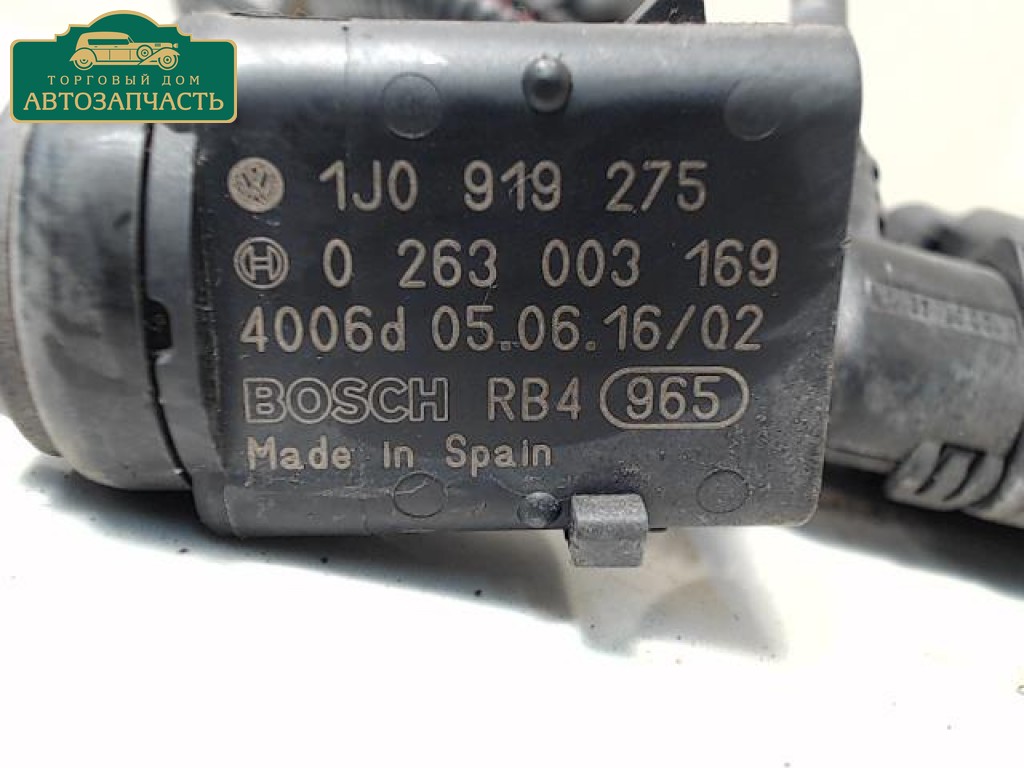 ТОРГОВЫЙ ДОМ
АВТОЗАПЧАСТЬ
1J0 919 275
0 263 003 169
4006d 05.06.16/02
BOSCH RB4 965
Made in Spain